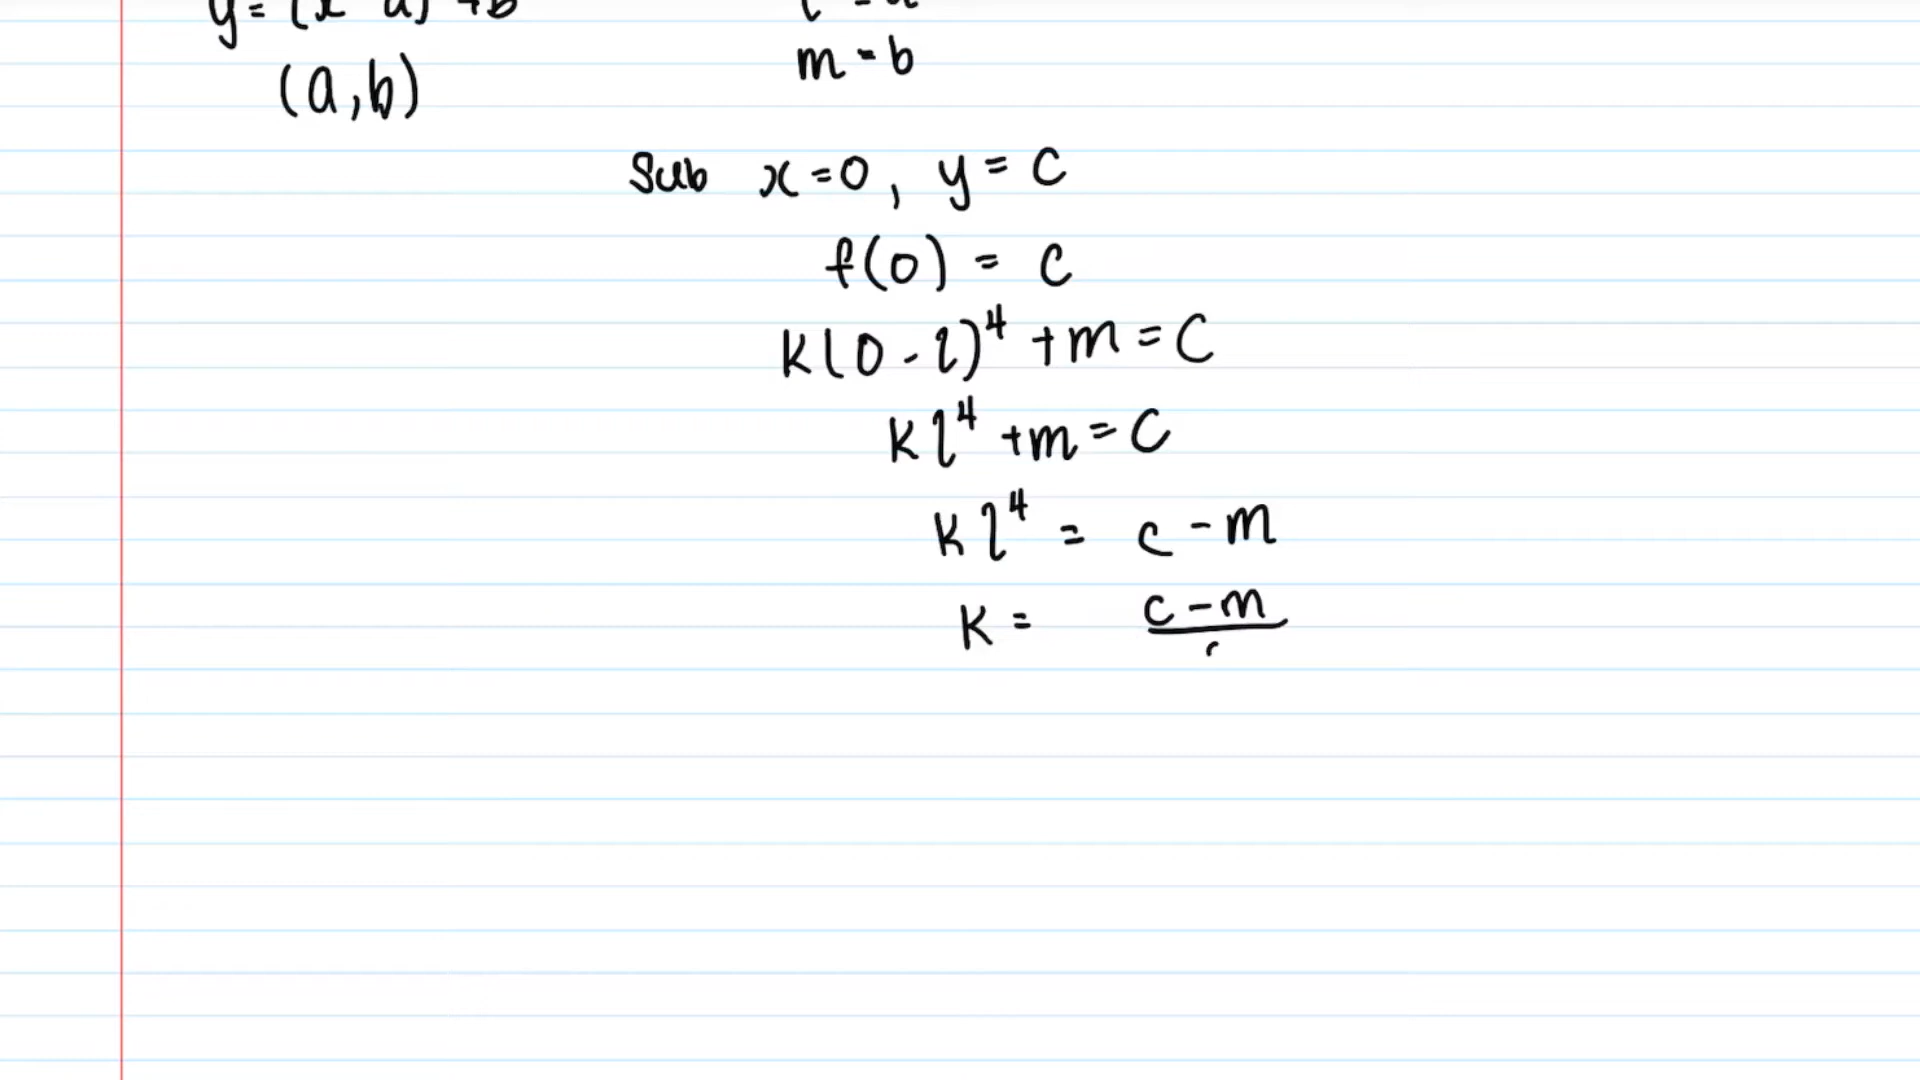 (a,b)
m = b
Sub x=0, y = C
f(0) = C
K(0-l)⁴ +m = C
Kl⁴ +m = C
Kl⁴ = c - m
K = c - m